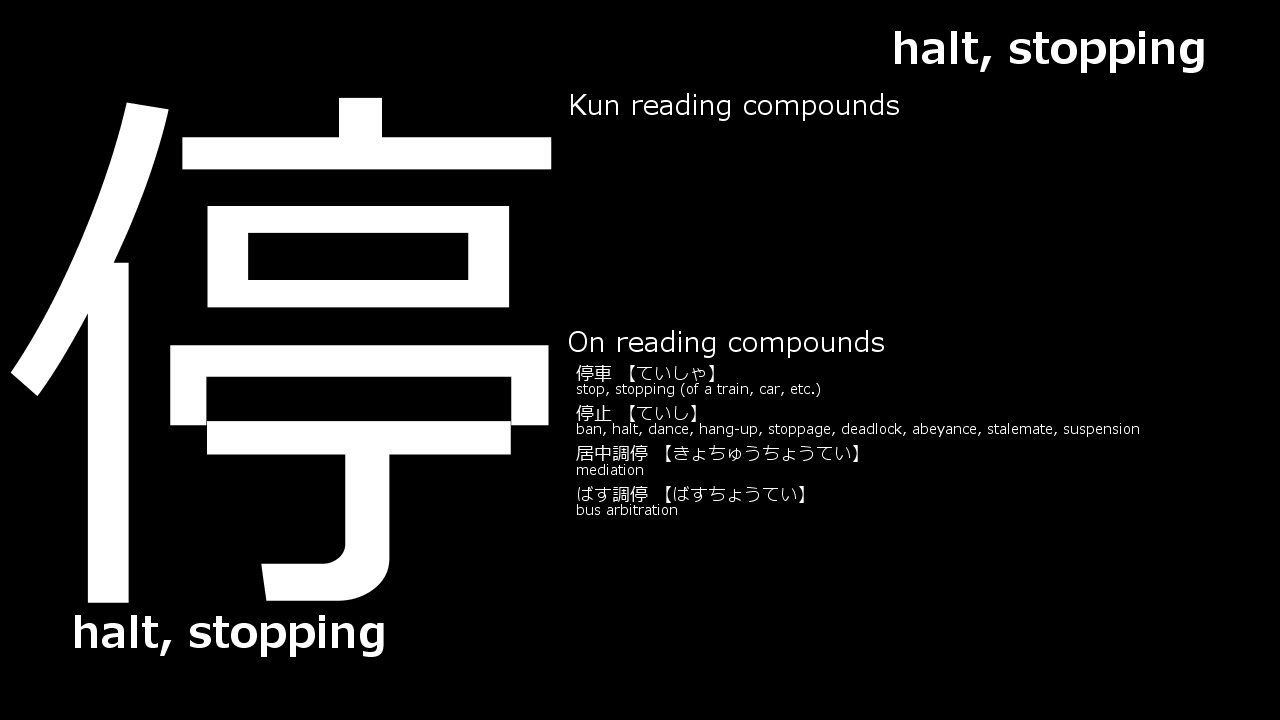 halt, stopping
停
Kun reading compounds
On reading compounds
停車 【ていしゃ】
stop, stopping (of a train, car, etc.)
停止 【ていし】
ban, halt, dance, hang-up, stoppage, deadlock, abeyance, stalemate, suspension
居中調停 【きょちゅうちょうてい】
mediation
ばす調停 【ばすちょうてい】
bus arbitration
halt, stopping